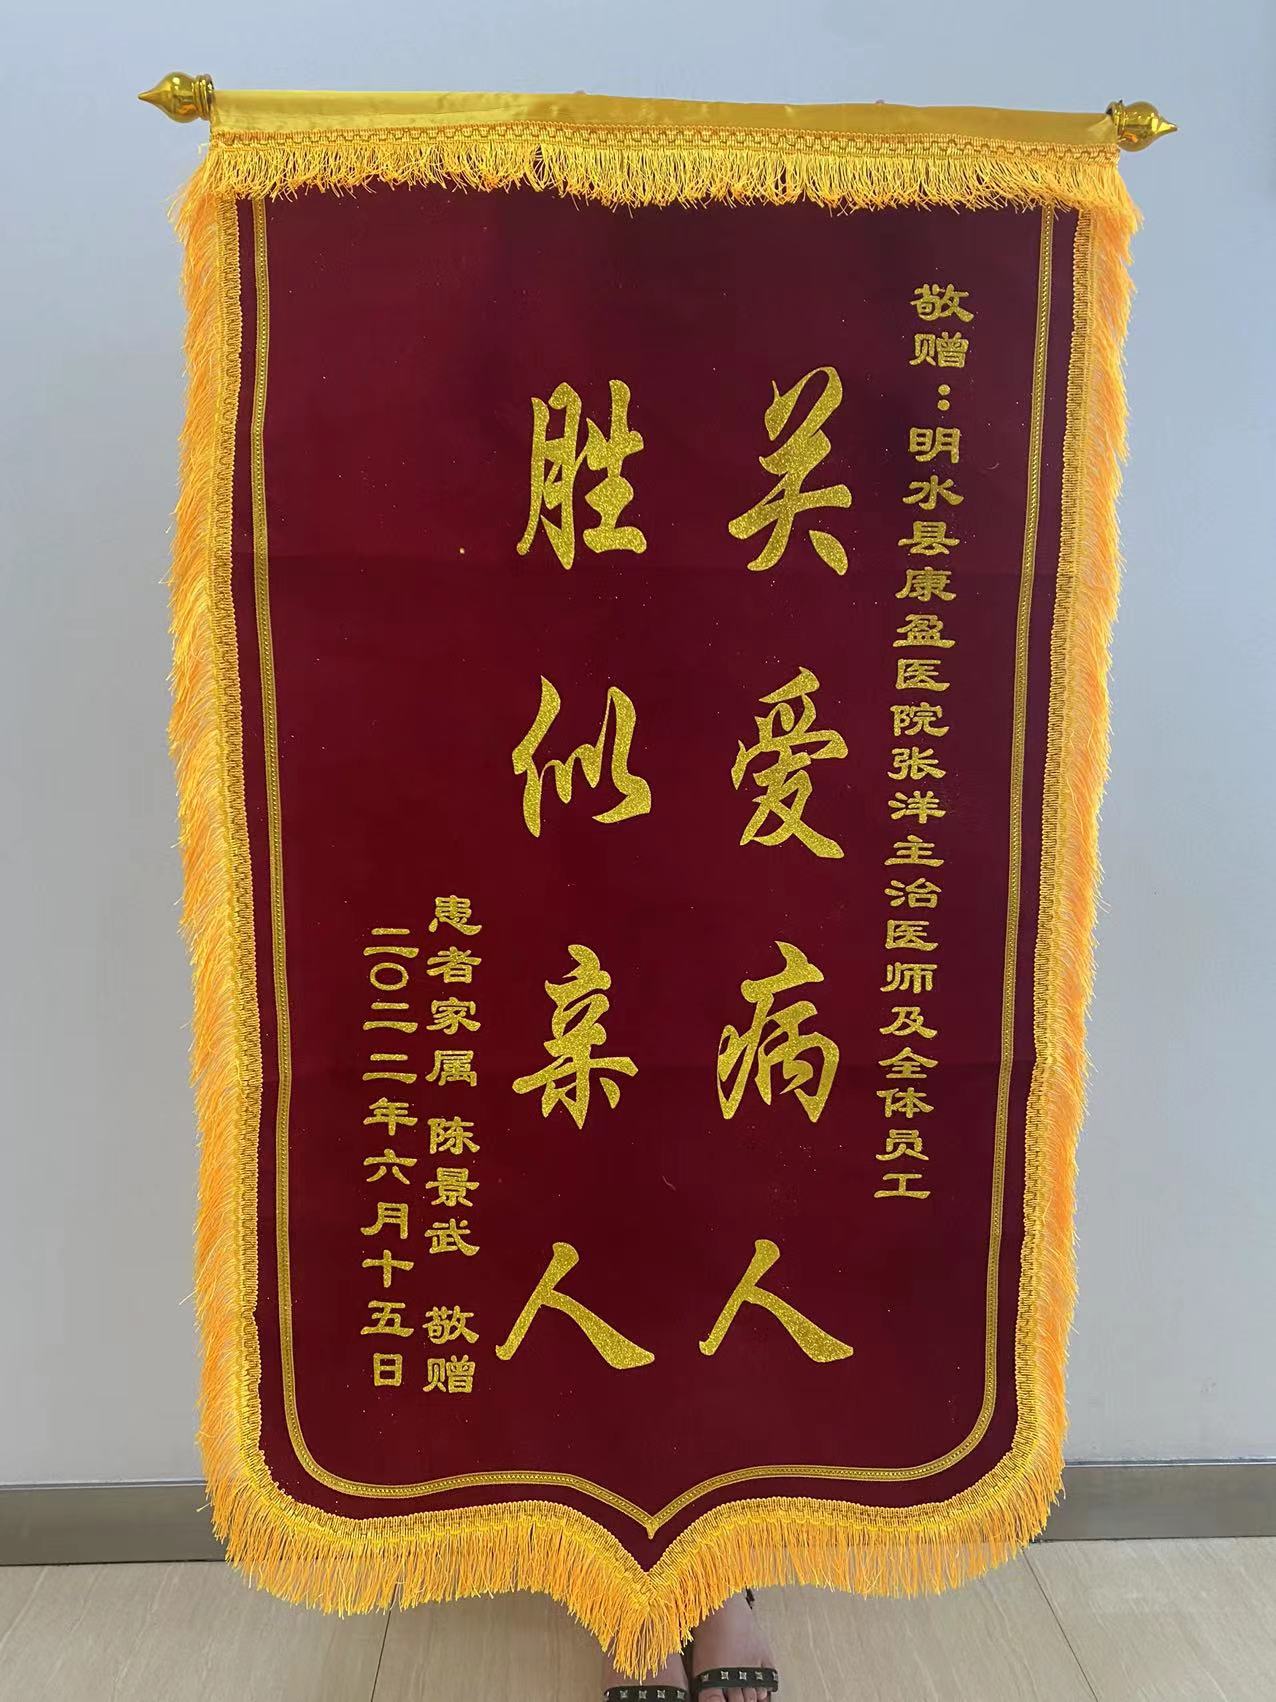 敬赠：明水县康盈医院张洋主治医师及全体员工
关爱病人
胜似亲人
患者家属 陈景武 敬赠
二〇二二年六月十五日